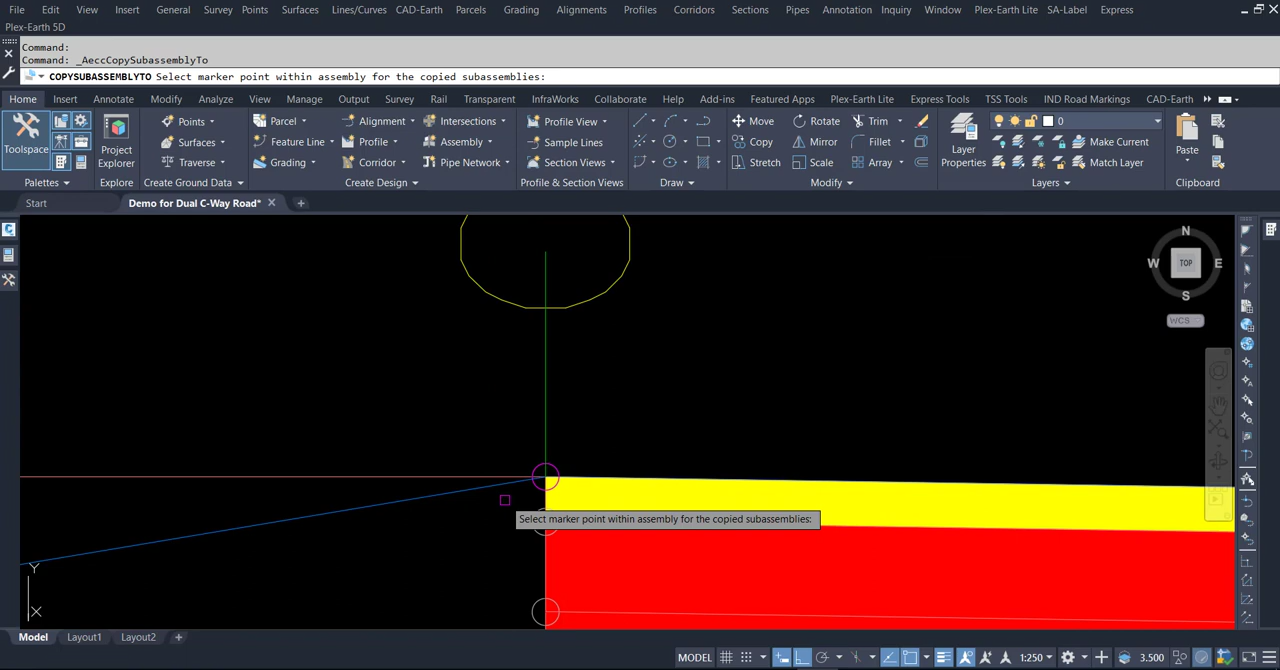 File Edit View Insert General Survey Points Surfaces Lines/Curves CAD-Earth Parcels Grading Alignments Profiles Corridors Sections Pipes Annotation Inquiry Window Plex-Earth Lite SA-Label Express
Plex-Earth 5D
Command:
Command: _AeccCopySubassemblyTo
COPYSUBASSEMBLYTO Select marker point within assembly for the copied subassemblies:
Home Insert Annotate Modify Analyze View Manage Output Survey Rail Transparent InfraWorks Collaborate Help Add-ins Featured Apps Plex-Earth Lite Express Tools TSS Tools IND Road Markings CAD-Earth
Points Parcel Alignment Intersections Profile View Move Rotate Trim 0
Toolspace Project Explorer Surfaces Feature Line Profile Assembly Sample Lines Copy Mirror Fillet Layer Properties Make Current Paste
Traverse Grading Corridor Pipe Network Section Views Stretch Scale Array Match Layer
Palettes Explore Create Ground Data Create Design Profile & Section Views Draw Modify Layers Clipboard
Start Demo for Dual C-Way Road*
N
W TOP E
S
WCS
Select marker point within assembly for the copied subassemblies:
Y
X
Model Layout1 Layout2
MODEL 1:250 3.500